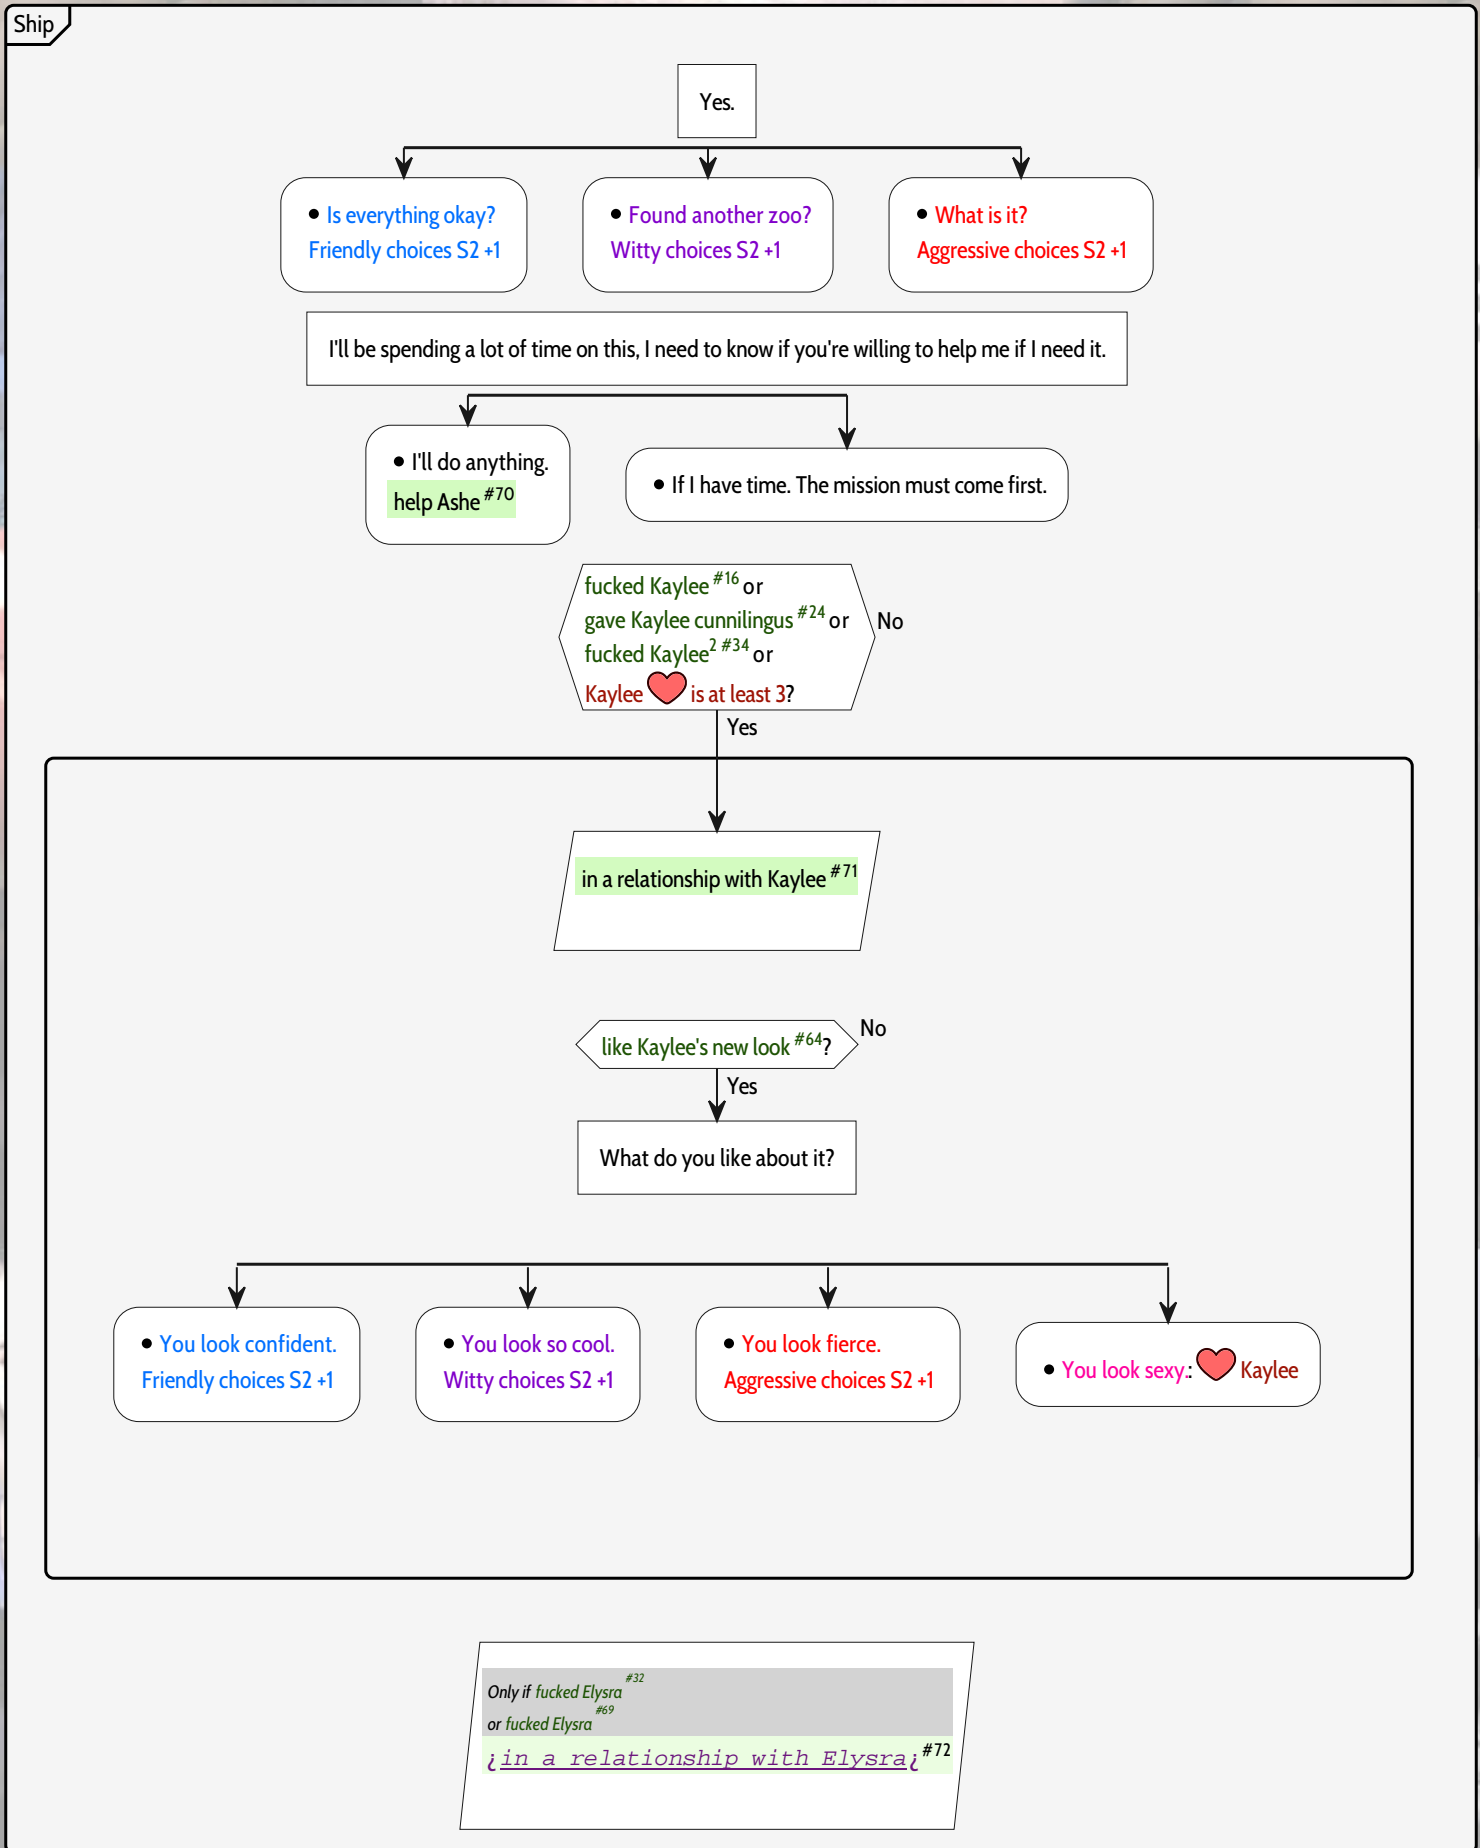 Ship
Yes.
• Is everything okay?
Friendly choices S2 +1
• Found another zoo?
Witty choices S2 +1
• What is it?
Aggressive choices S2 +1
I'll be spending a lot of time on this, I need to know if you're willing to help me if I need it.
• I'll do anything.
help Ashe #70
• If I have time. The mission must come first.
fucked Kaylee #16 or
gave Kaylee cunnilingus #24 or
fucked Kaylee2 #34 or
Kaylee ❤ is at least 3?
No
Yes
in a relationship with Kaylee #71
like Kaylee's new look #64?
No
Yes
What do you like about it?
• You look confident.
Friendly choices S2 +1
• You look so cool.
Witty choices S2 +1
• You look fierce.
Aggressive choices S2 +1
• You look sexy.: ❤ Kaylee
Only if fucked Elysra #32
or fucked Elysra #69
¿in a relationship with Elysra¿ #72